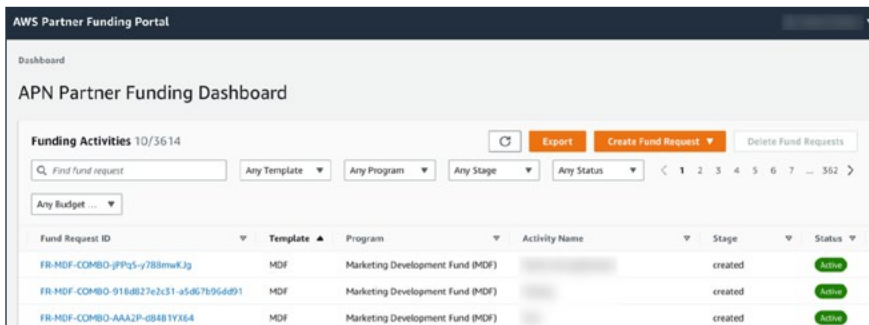 AWS Partner Funding Portal
Dashboard
APN Partner Funding Dashboard
Funding Activities 10/3614
Export
Create Fund Request
Delete Fund Requests
Find fund request
Any Template
Any Program
Any Stage
Any Status
1 2 3 4 5 6 7 ... 362
Any Budget ...
Fund Request ID Template Program Activity Name Stage Status
FR-MDF-COMBO-jPPqS-y788mwKJg MDF Marketing Development Fund (MDF) created Active
FR-MDF-COMBO-918d827e2c31-a5d67b96dd91 MDF Marketing Development Fund (MDF) created Active
FR-MDF-COMBO-AAA2P-d84B1YX64 MDF Marketing Development Fund (MDF) created Active